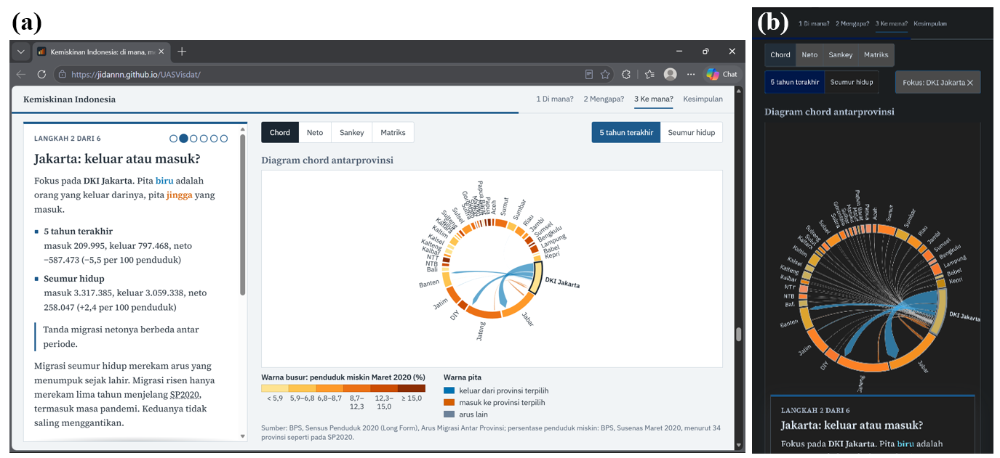 (a)
Kemiskinan Indonesia: di mana, m
https://jidannn.github.io/UASVisdat/
Chat
Kemiskinan Indonesia
1 Di mana? 2 Mengapa? 3 Ke mana? Kesimpulan
LANGKAH 2 DARI 6
Jakarta: keluar atau masuk?
Fokus pada DKI Jakarta. Pita biru adalah
orang yang keluar darinya, pita jingga yang
masuk.
5 tahun terakhir
masuk 209.995, keluar 797.468, neto
−587.473 (−5,5 per 100 penduduk)
Seumur hidup
masuk 3.317.385, keluar 3.059.338, neto
258.047 (+2,4 per 100 penduduk)
Tanda migrasi netonya berbeda antar
periode.
Migrasi seumur hidup merekam arus yang
menumpuk sejak lahir. Migrasi risen hanya
merekam lima tahun menjelang SP2020,
termasuk masa pandemi. Keduanya tidak
saling menggantikan.
Chord Neto Sankey Matriks
5 tahun terakhir Seumur hidup
Diagram chord antarprovinsi
Aceh
Sumut
Sumbar
Riau
Jambi
Sumsel
Bengkulu
Lampung
Babel
Kepri
DKI Jakarta
Jabar
Jateng
DIY
Jatim
Banten
Bali
NTB
NTT
Kalbar
Kalteng
Kalsel
Kaltim
Kaltara
Sulteng
Sulsel
Warna busur: penduduk miskin Maret 2020 (%)
< 5,9 5,9–6,8 6,8–8,7 8,7–12,3 12,3–15,0 ≥ 15,0
Warna pita
keluar dari provinsi terpilih
masuk ke provinsi terpilih
arus lain
Sumber: BPS, Sensus Penduduk 2020 (Long Form), Arus Migrasi Antar Provinsi; persentase penduduk miskin: BPS, Susenas Maret 2020, menurut 34
provinsi seperti pada SP2020.
(b)
1 Di mana? 2 Mengapa? 3 Ke mana? Kesimpulan
Chord Neto Sankey Matriks
5 tahun terakhir Seumur hidup Fokus: DKI Jakarta
Diagram chord antarprovinsi
Papua
Aceh
Sumut
Sumbar
Riau
Jambi
Sumsel
Bengkulu
Lampung
Babel
Kepri
DKI Jakarta
Jabar
Jateng
DIY
Jatim
Banten
Bali
NTB
NTT
Kalbar
Kalteng
Kalsel
Kaltim
Kaltara
Sulut
Sulteng
Sulsel
LANGKAH 2 DARI 6
Jakarta: keluar atau masuk?
Fokus pada DKI Jakarta. Pita biru adalah